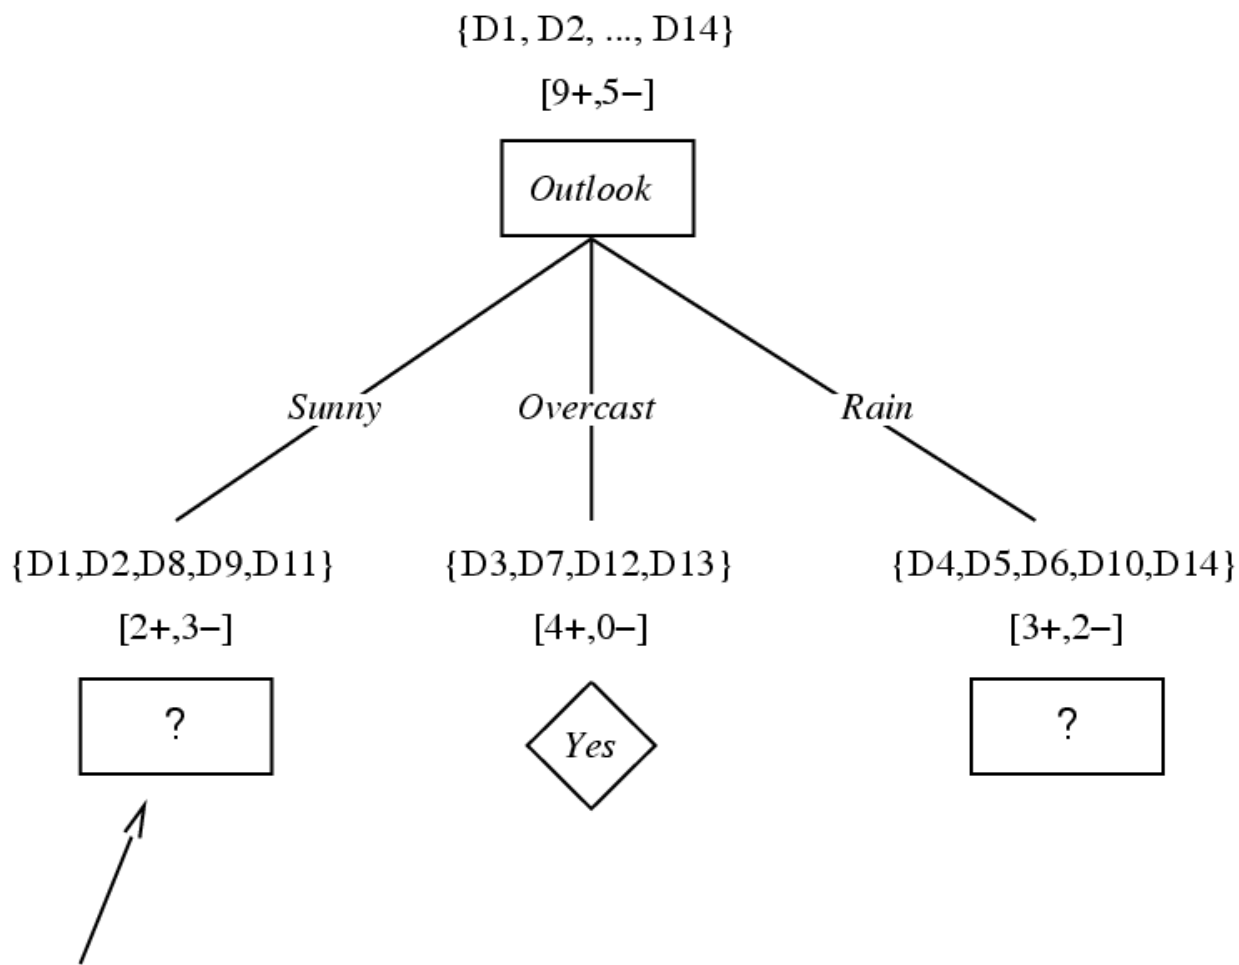 {D1, D2, ..., D14}
[9+,5−]
Outlook
Sunny Overcast Rain
{D1,D2,D8,D9,D11} {D3,D7,D12,D13} {D4,D5,D6,D10,D14}
[2+,3−] [4+,0−] [3+,2−]
? Yes ?